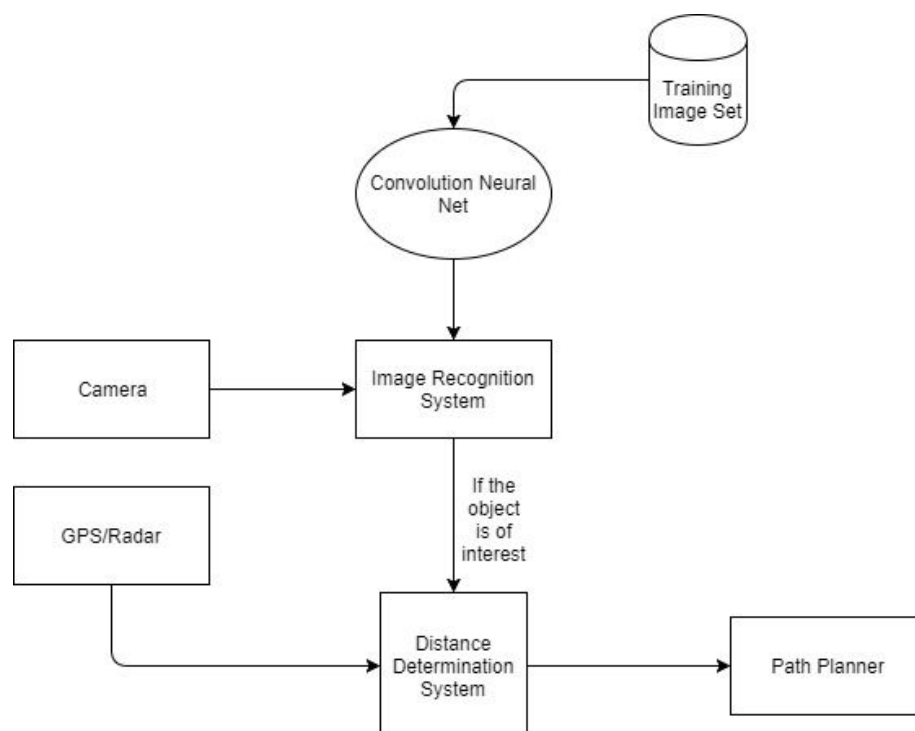 Training
Image Set
Convolution Neural
Net
Camera
Image Recognition
System
If the
object
is of
interest
GPS/Radar
Distance
Determination
System
Path Planner